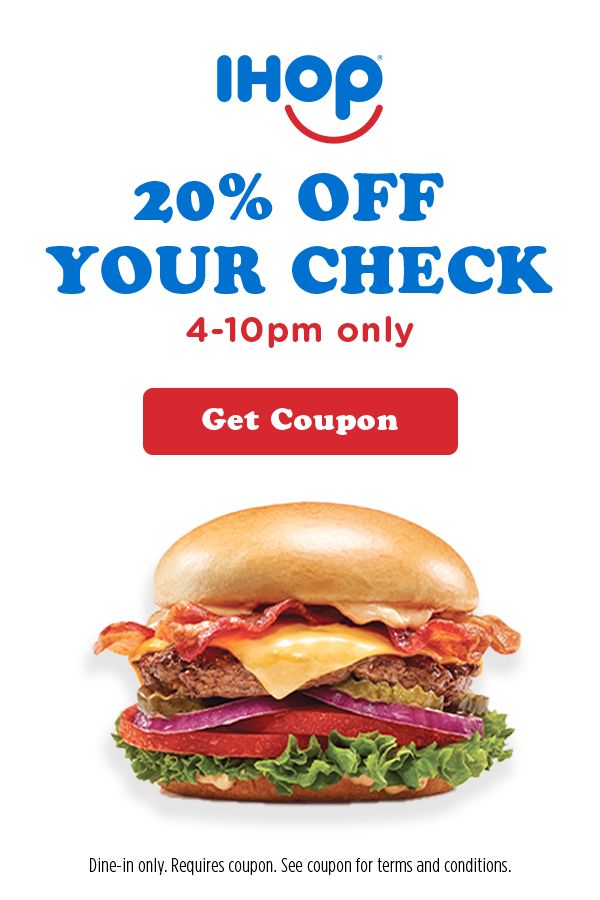 IHOP®
20% OFF
YOUR CHECK
4-10pm only
Get Coupon
Dine-in only. Requires coupon. See coupon for terms and conditions.